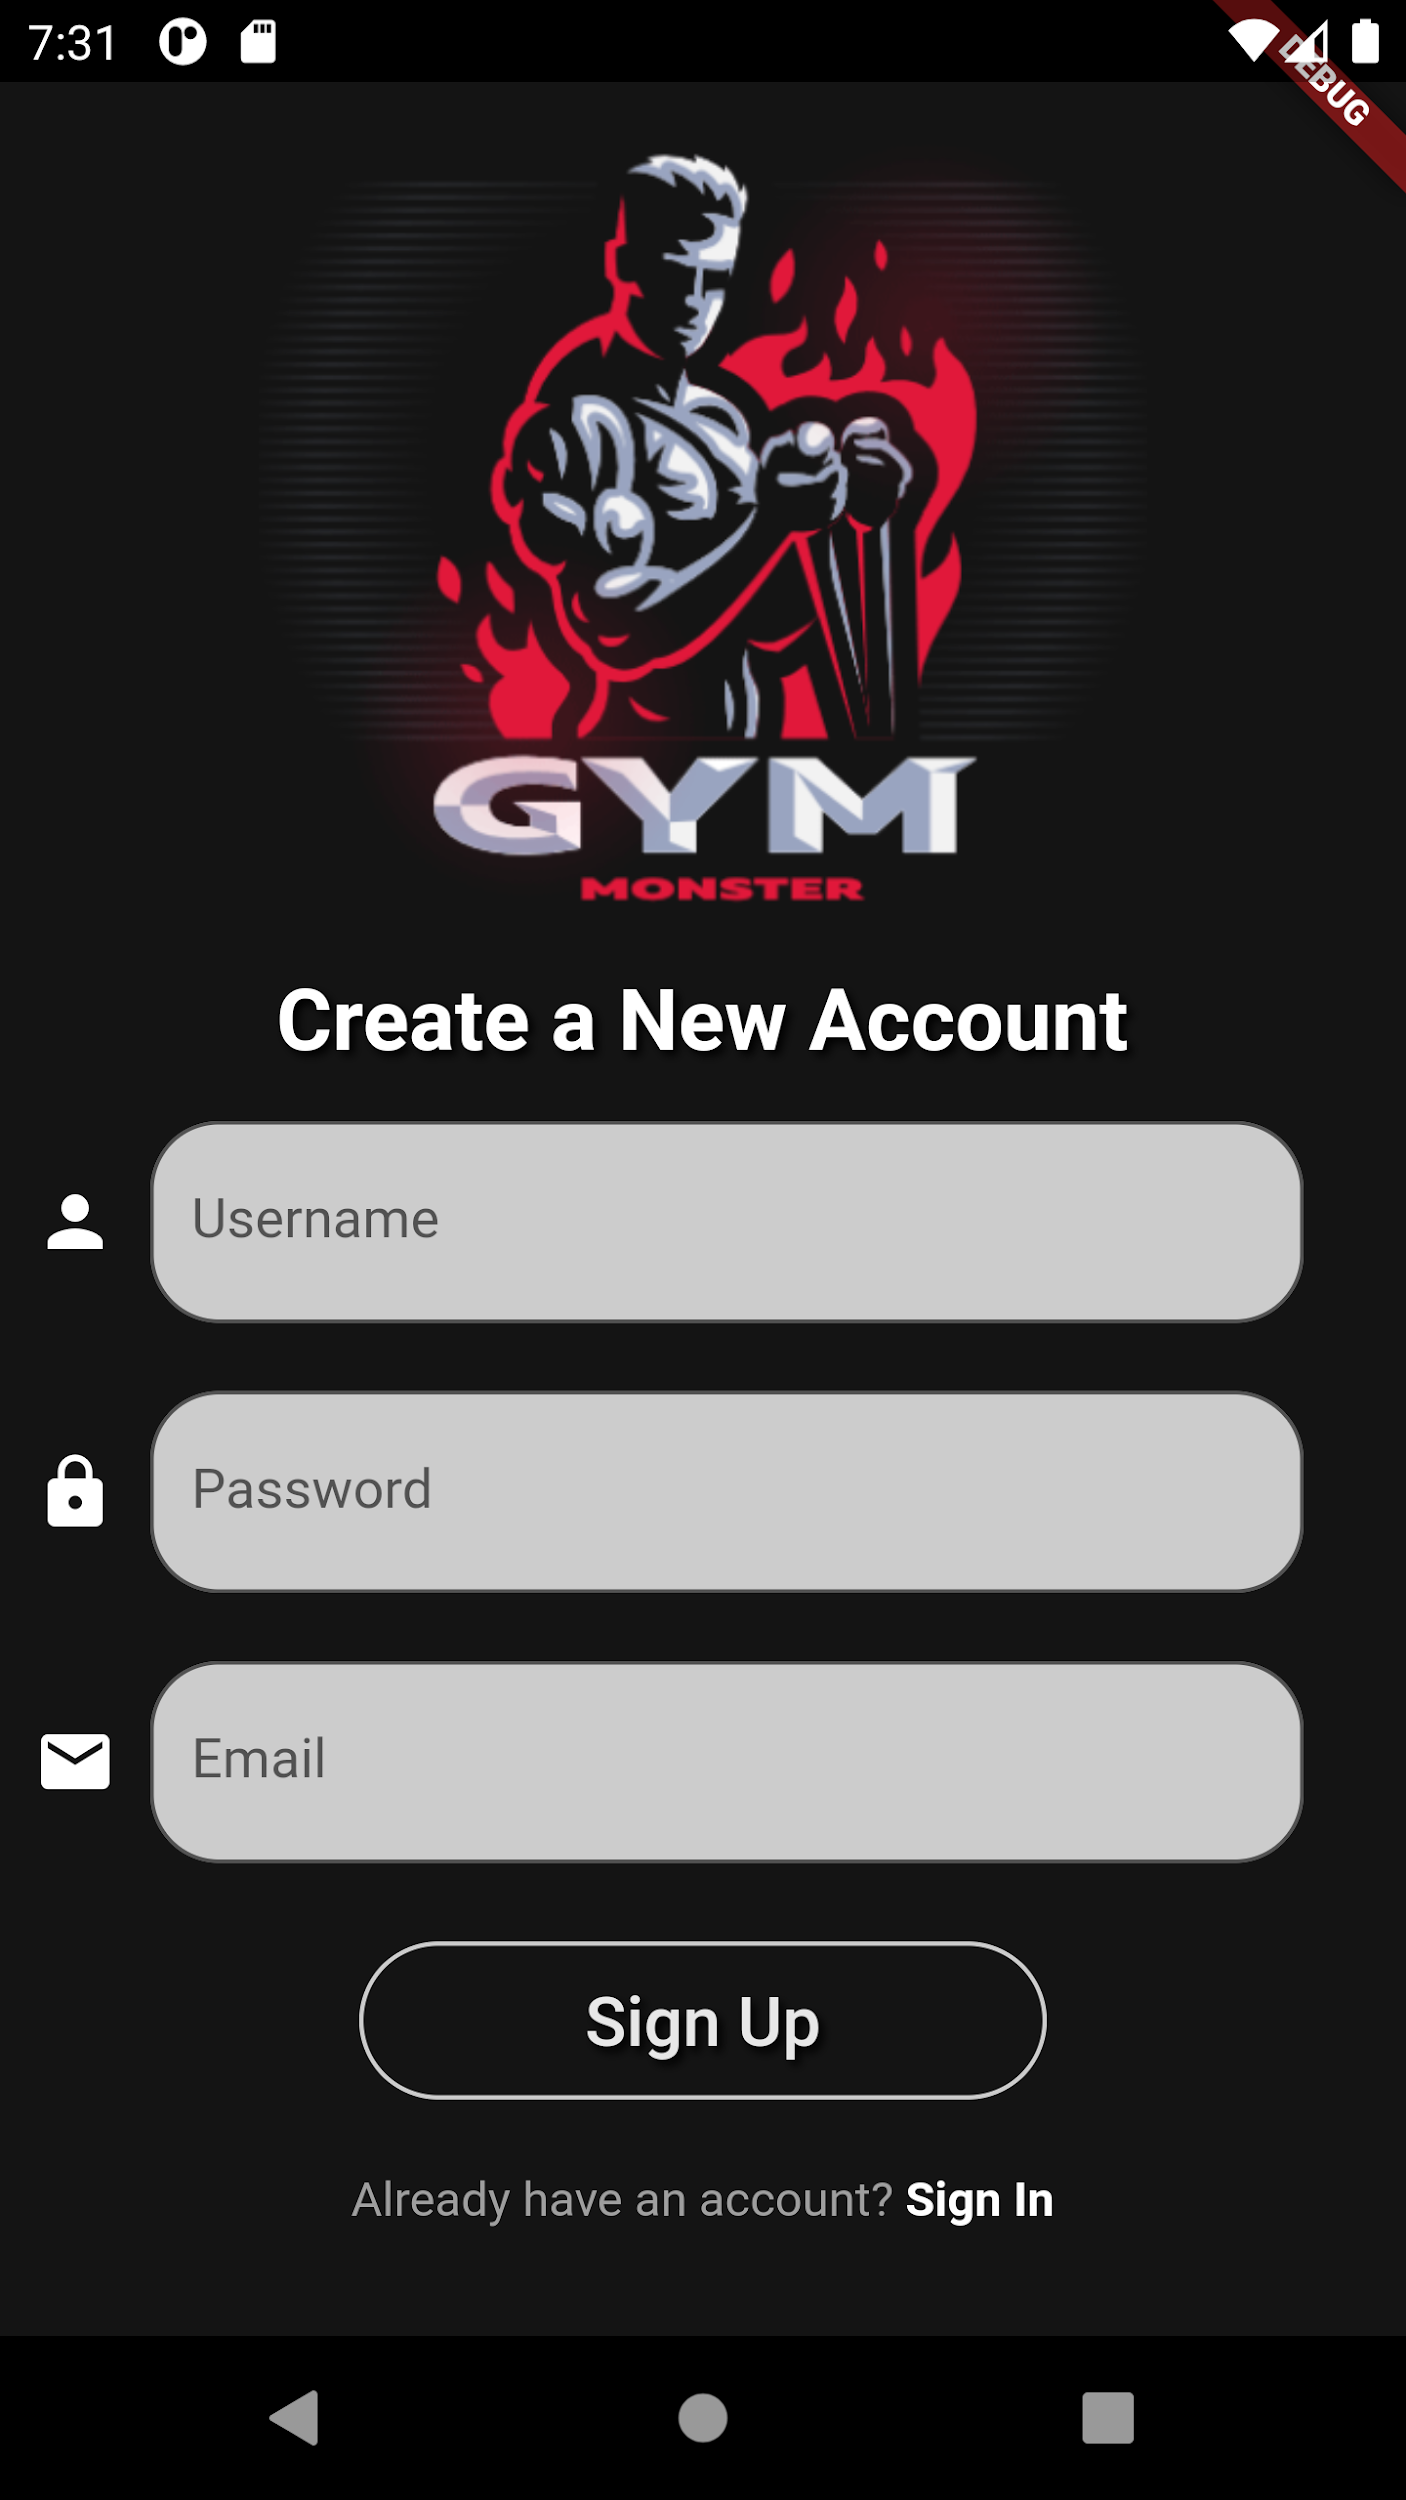 7:31
DEBUG
GYM
MONSTER
Create a New Account
Username
Password
Email
Sign Up
Already have an account? Sign In